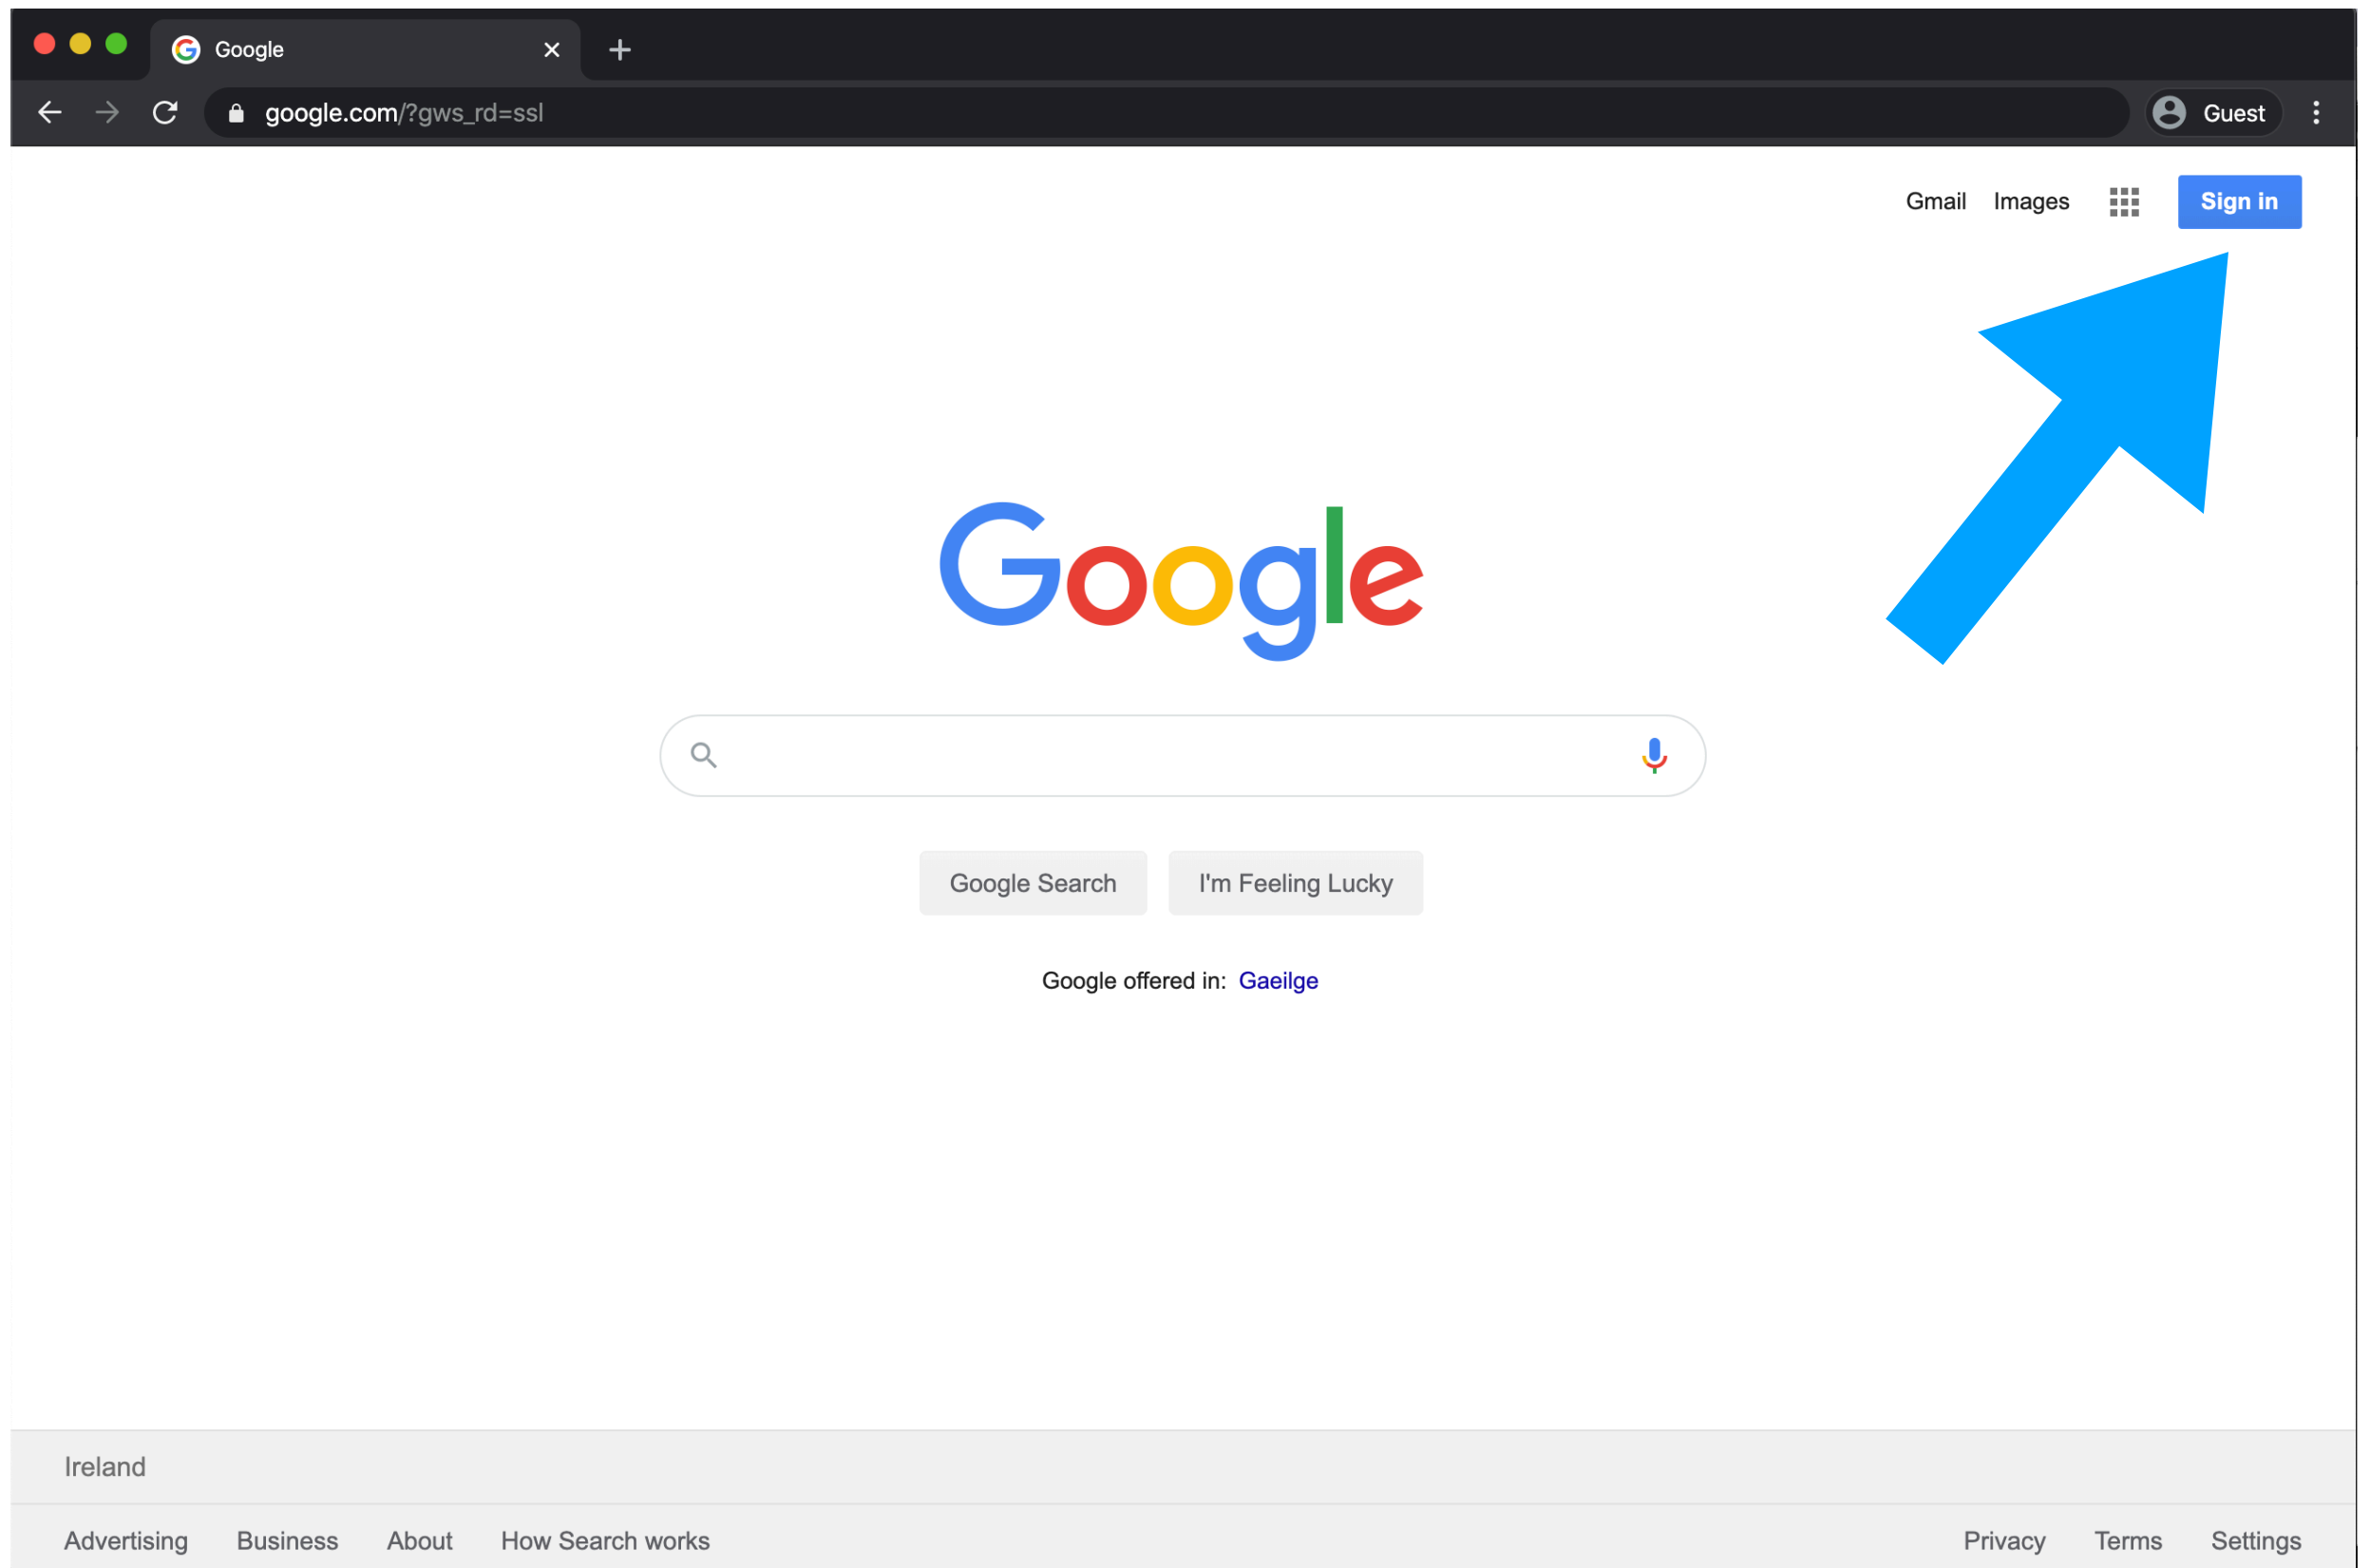 Google
google.com/?gws_rd=ssl
Guest
Gmail Images Sign in
Google
Google Search I'm Feeling Lucky
Google offered in: Gaeilge
Ireland
Advertising Business About How Search works Privacy Terms Settings